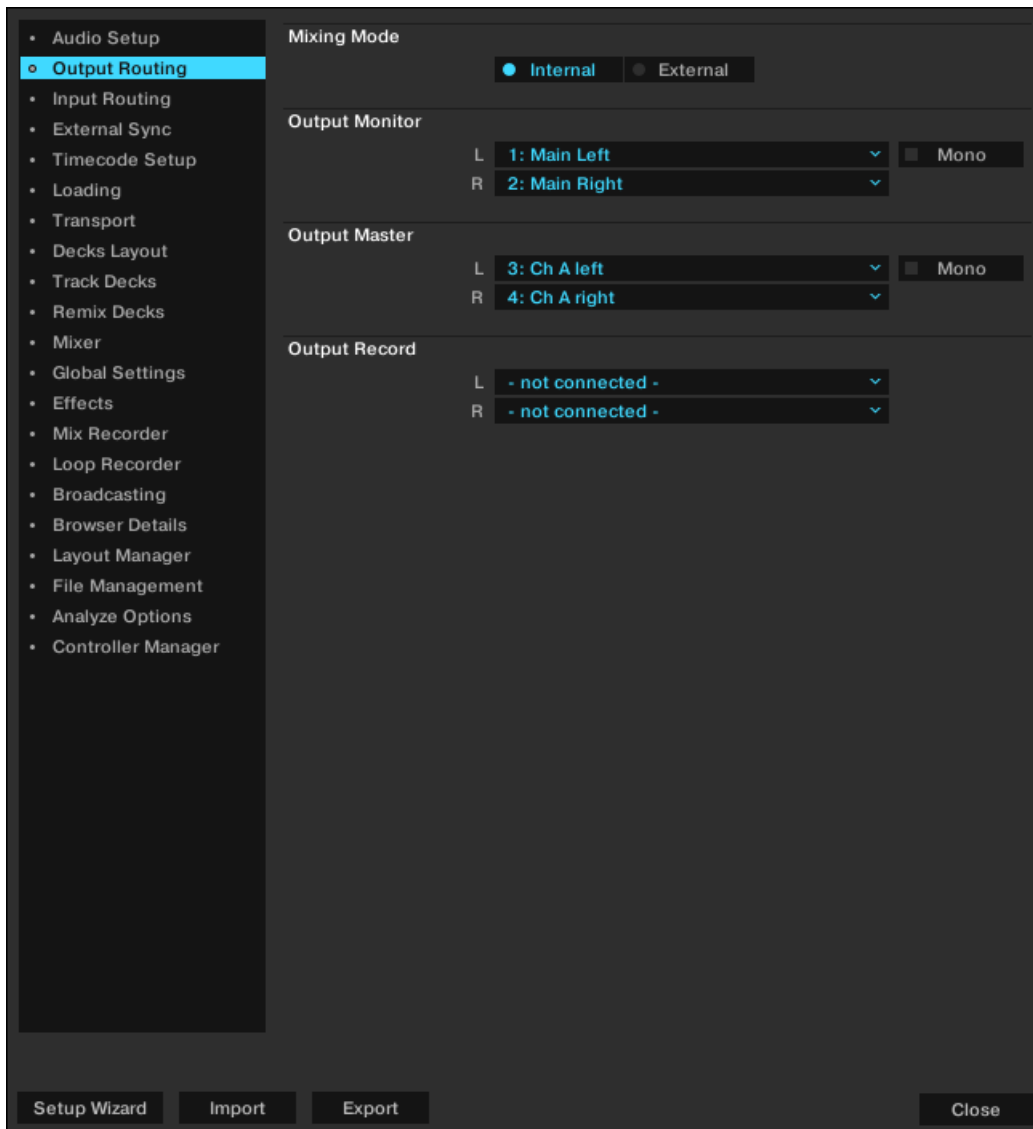 Audio Setup
Output Routing
Input Routing
External Sync
Timecode Setup
Loading
Transport
Decks Layout
Track Decks
Remix Decks
Mixer
Global Settings
Effects
Mix Recorder
Loop Recorder
Broadcasting
Browser Details
Layout Manager
File Management
Analyze Options
Controller Manager
Mixing Mode
Internal External
Output Monitor
L 1: Main Left Mono
R 2: Main Right
Output Master
L 3: Ch A left Mono
R 4: Ch A right
Output Record
L - not connected -
R - not connected -
Setup Wizard Import Export Close